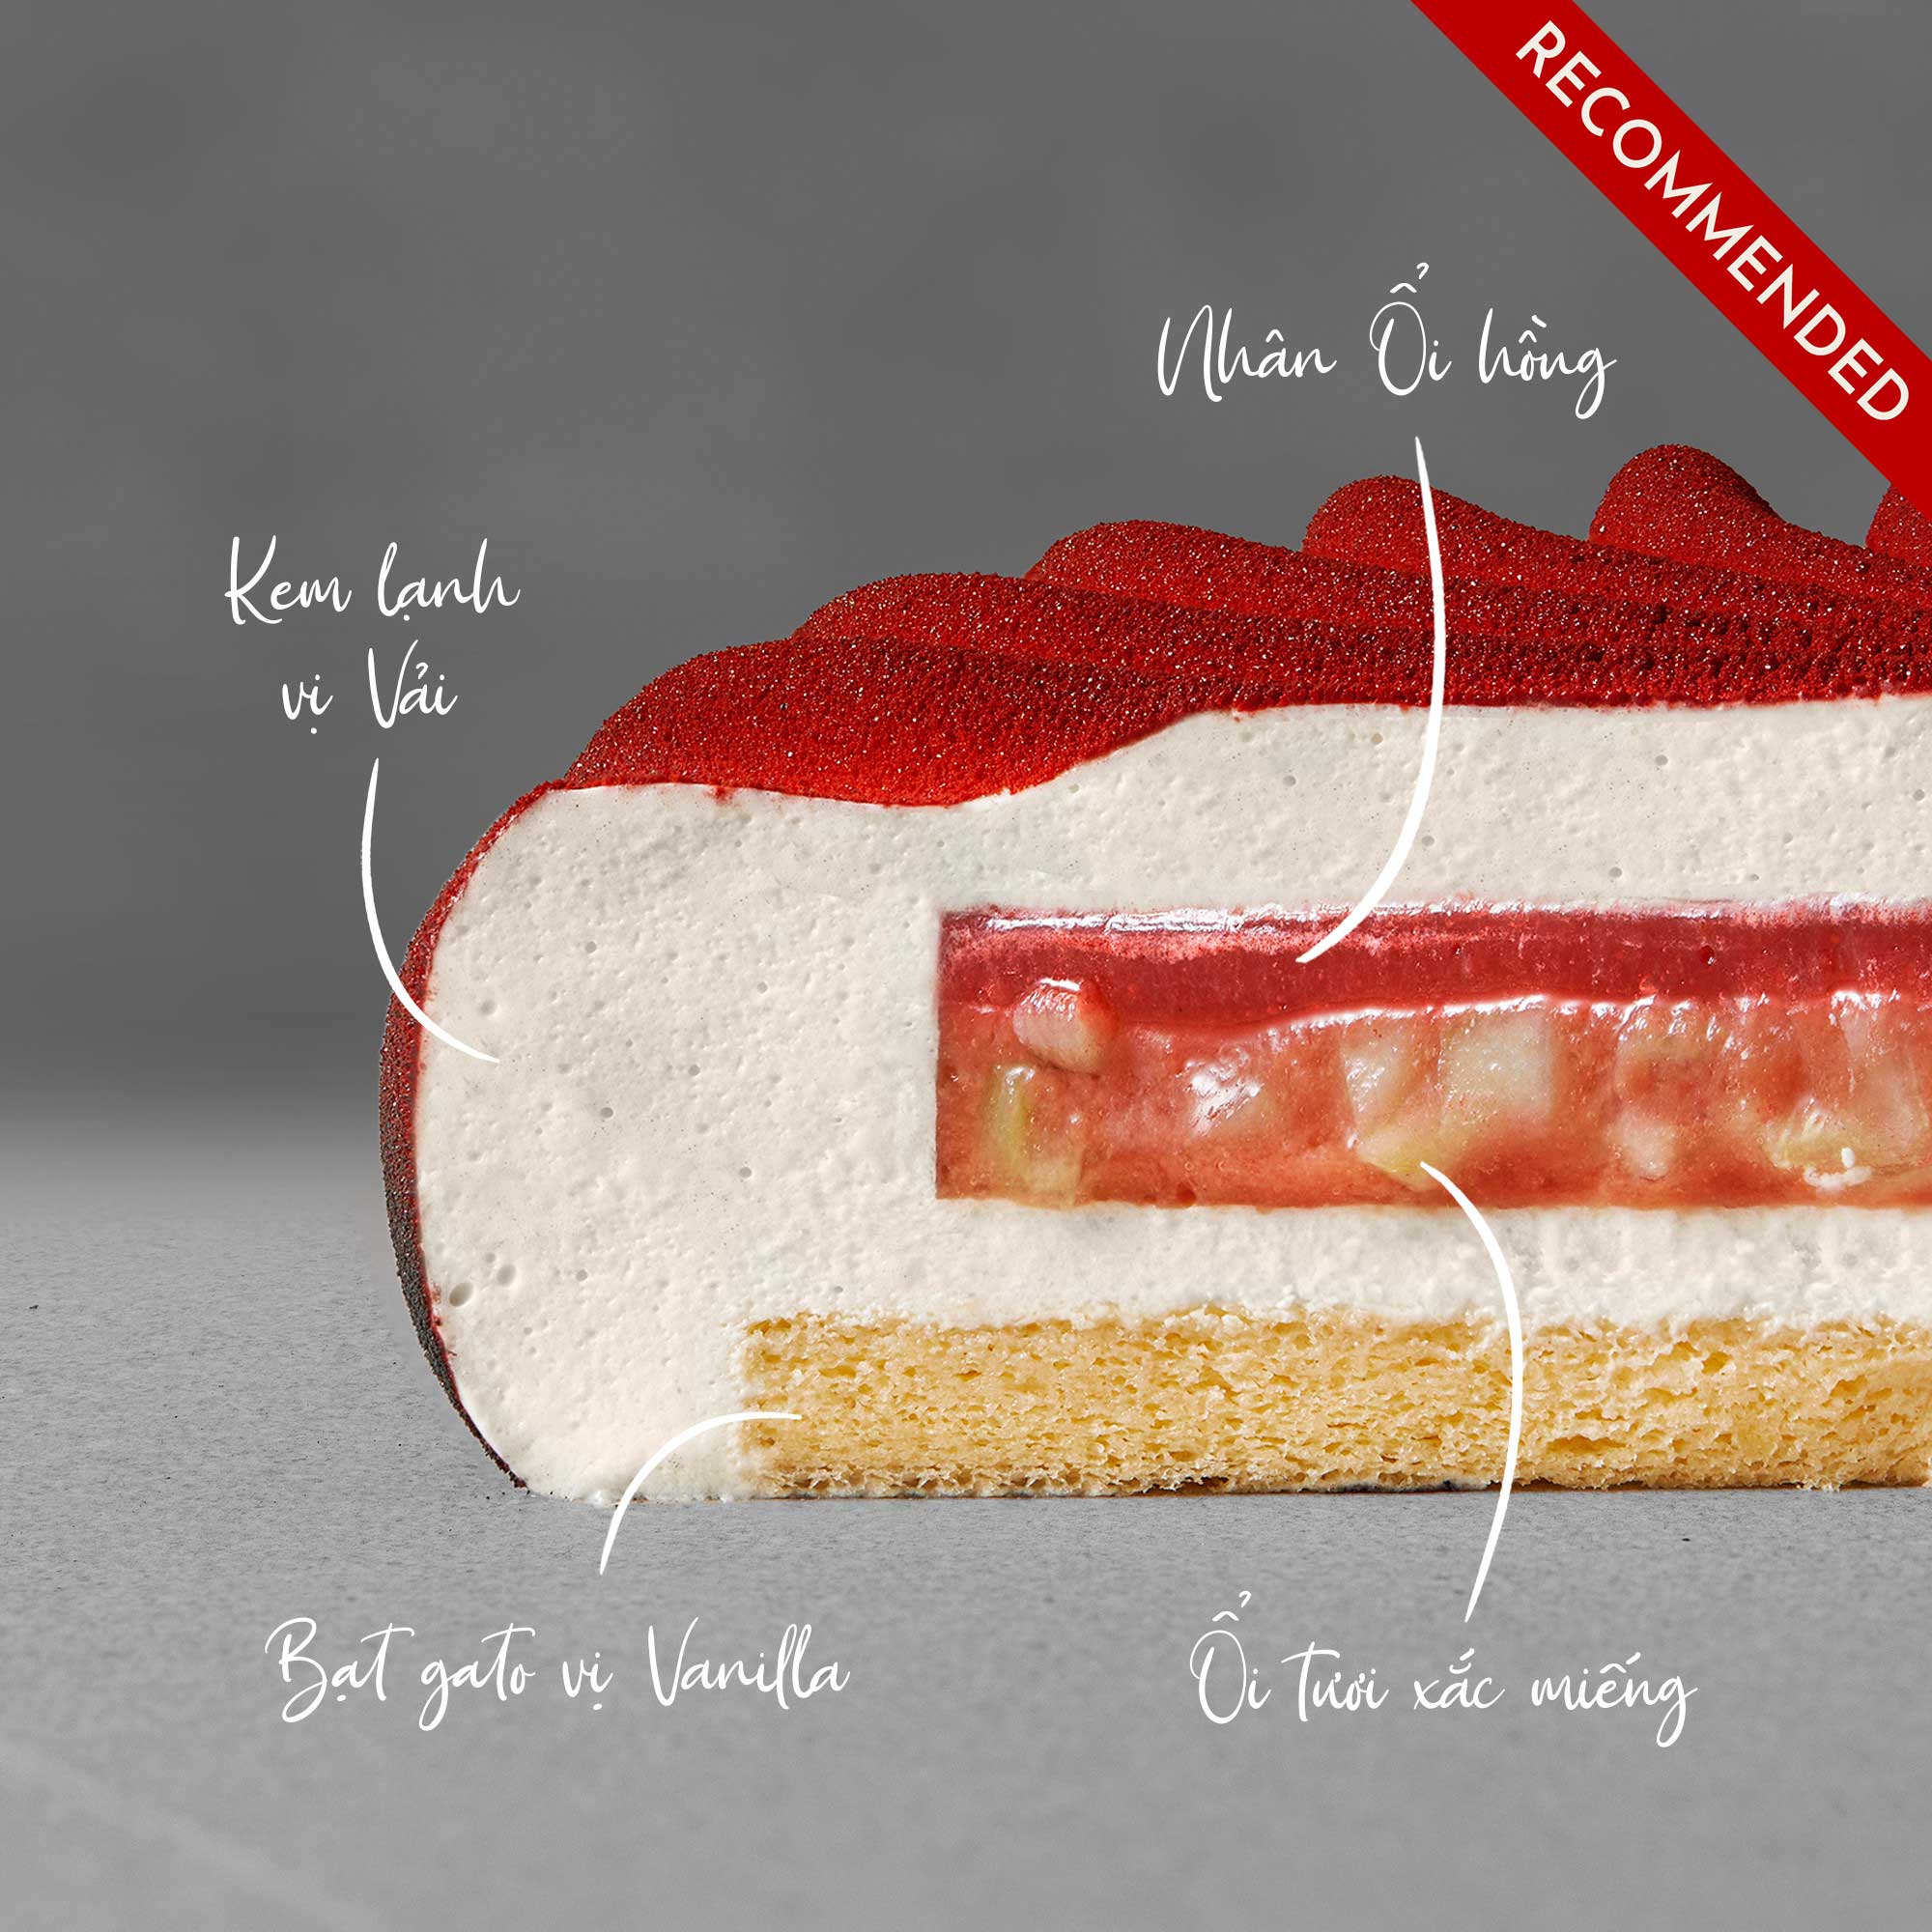 RECOMMENDED
Nhân Ổi hồng
Kem lạnh
vị Vải
Bạt gato vị Vanilla
Ổi tươi xắc miếng